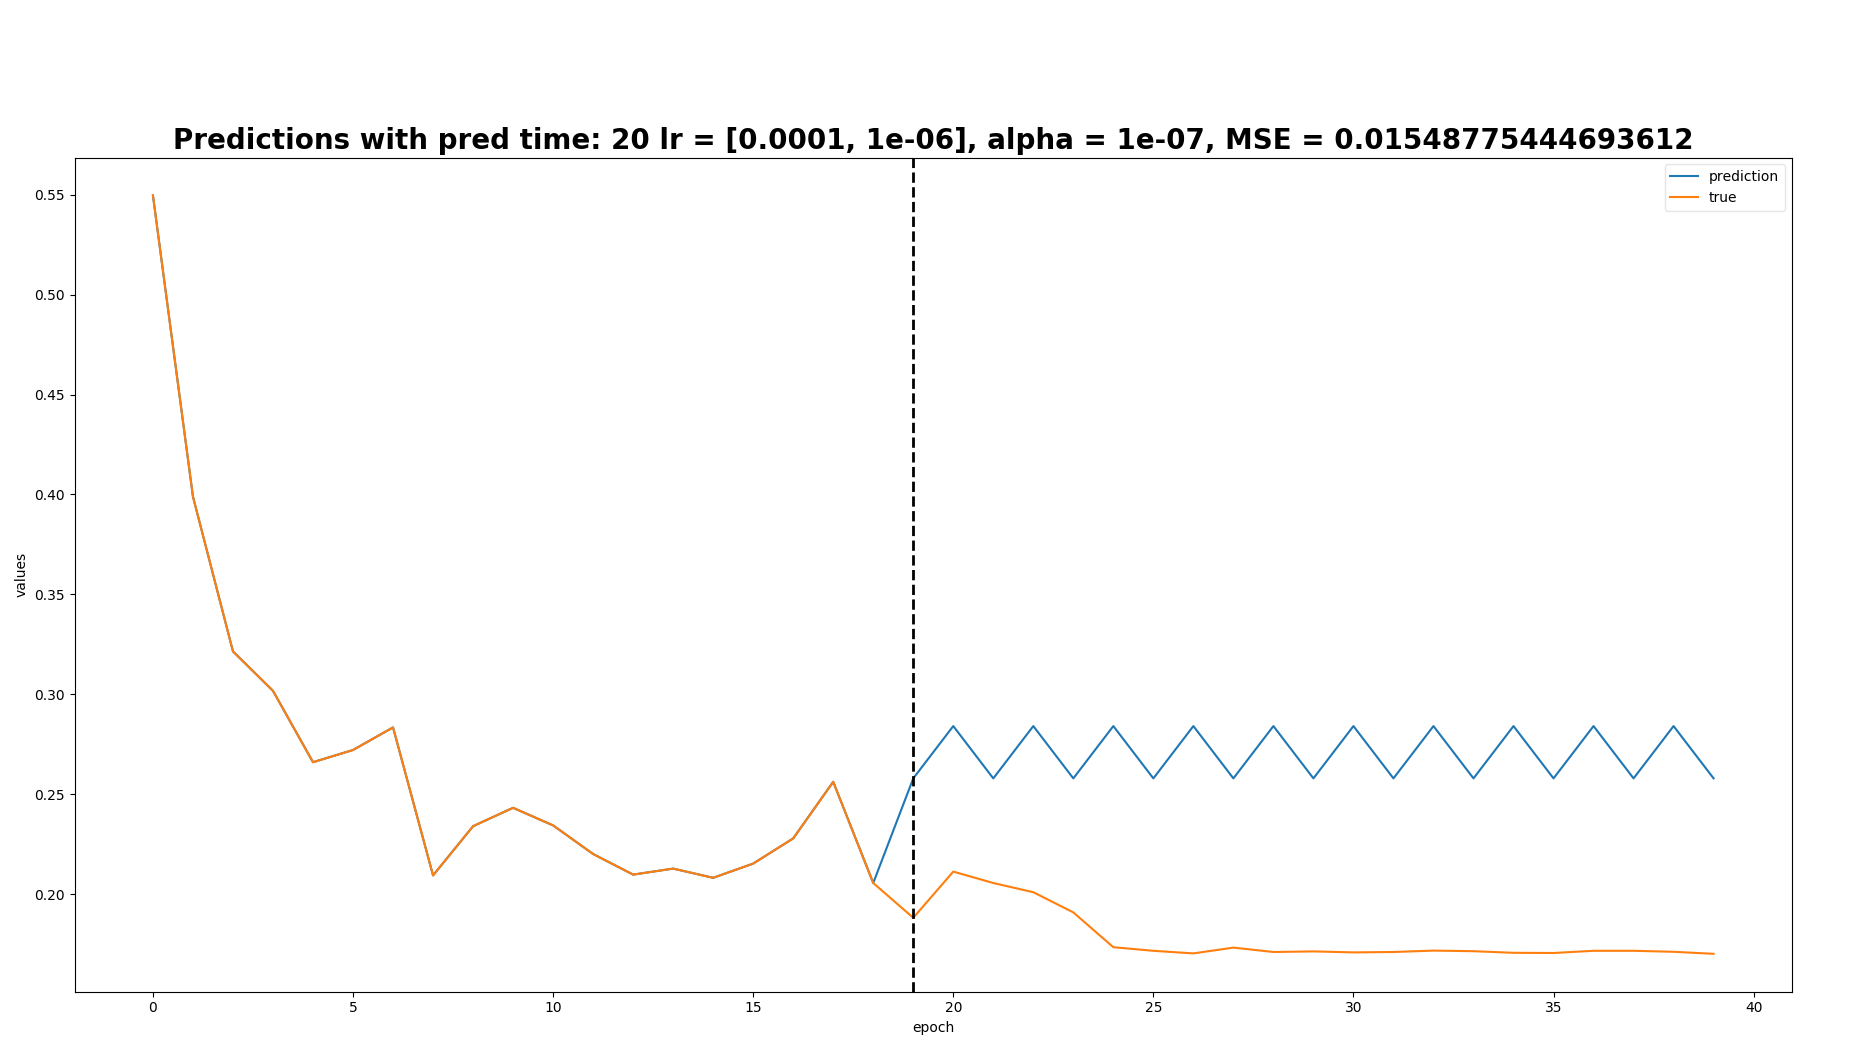 Predictions with pred time: 20 lr = [0.0001, 1e-06], alpha = 1e-07, MSE = 0.01548775444693612
prediction
true
0.55
0.50
0.45
0.40
0.35
0.30
0.25
0.20
values
0 5 10 15 20 25 30 35 40
epoch